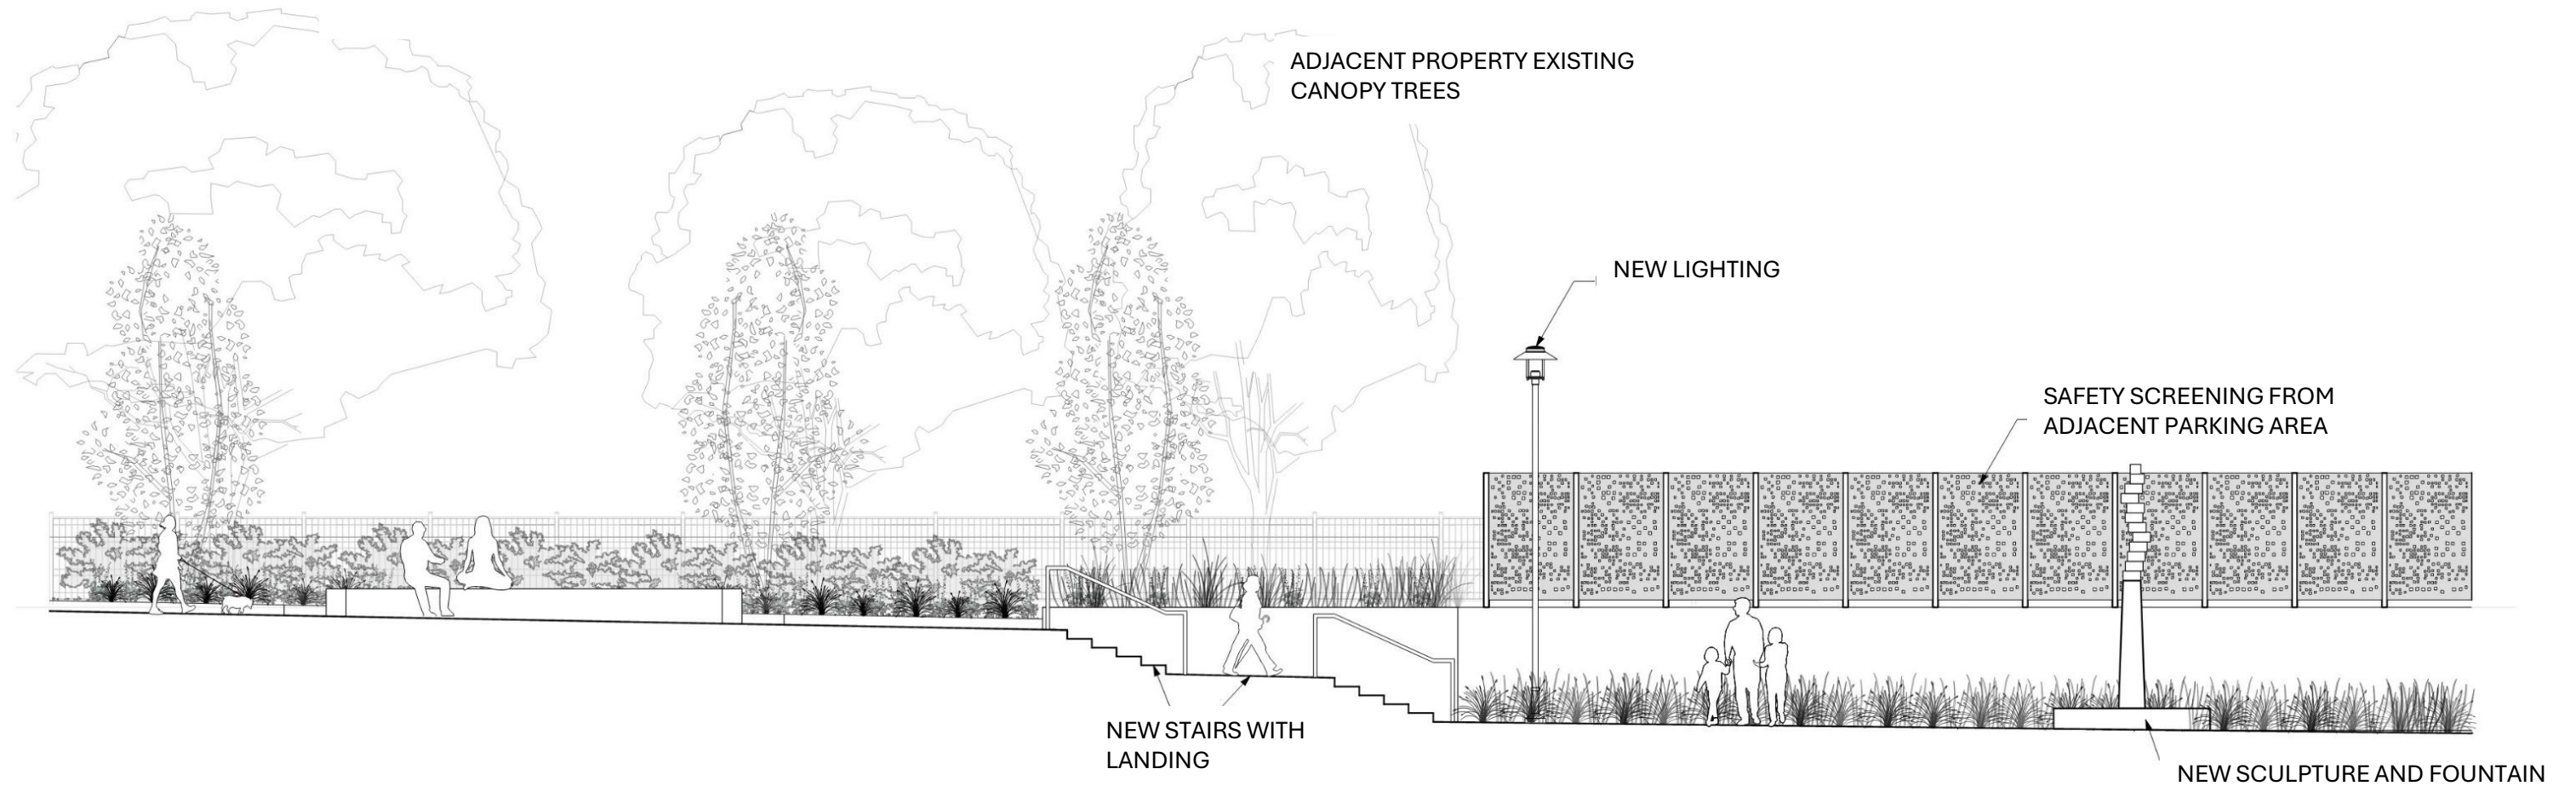 ADJACENT PROPERTY EXISTING
CANOPY TREES
NEW LIGHTING
SAFETY SCREENING FROM
ADJACENT PARKING AREA
NEW STAIRS WITH
LANDING
NEW SCULPTURE AND FOUNTAIN